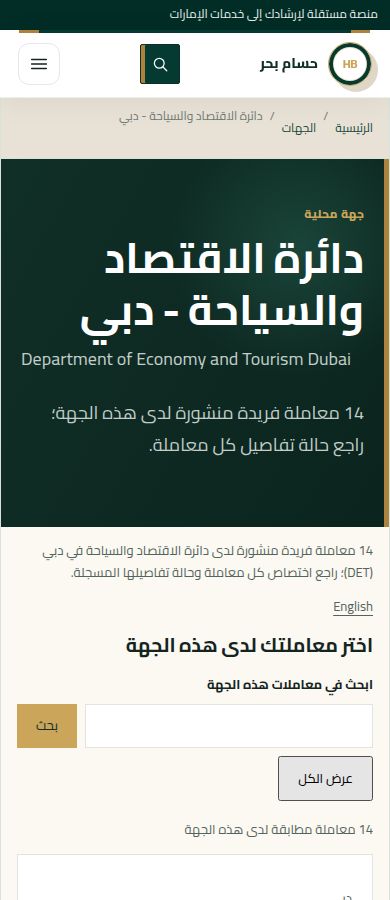 منصة مستقلة لإرشادك إلى خدمات الإمارات
HB حسام بحر
الرئيسية / الجهات / دائرة الاقتصاد والسياحة - دبي
جهة محلية
دائرة الاقتصاد
والسياحة - دبي
Department of Economy and Tourism Dubai
14 معاملة فريدة منشورة لدى هذه الجهة؛
راجع حالة تفاصيل كل معاملة.
14 معاملة فريدة منشورة لدى دائرة الاقتصاد والسياحة في دبي
(DET)؛ راجع اختصاص كل معاملة وحالة تفاصيلها المسجلة.
English
اختر معاملتك لدى هذه الجهة
ابحث في معاملات هذه الجهة
بحث
عرض الكل
14 معاملة مطابقة لدى هذه الجهة